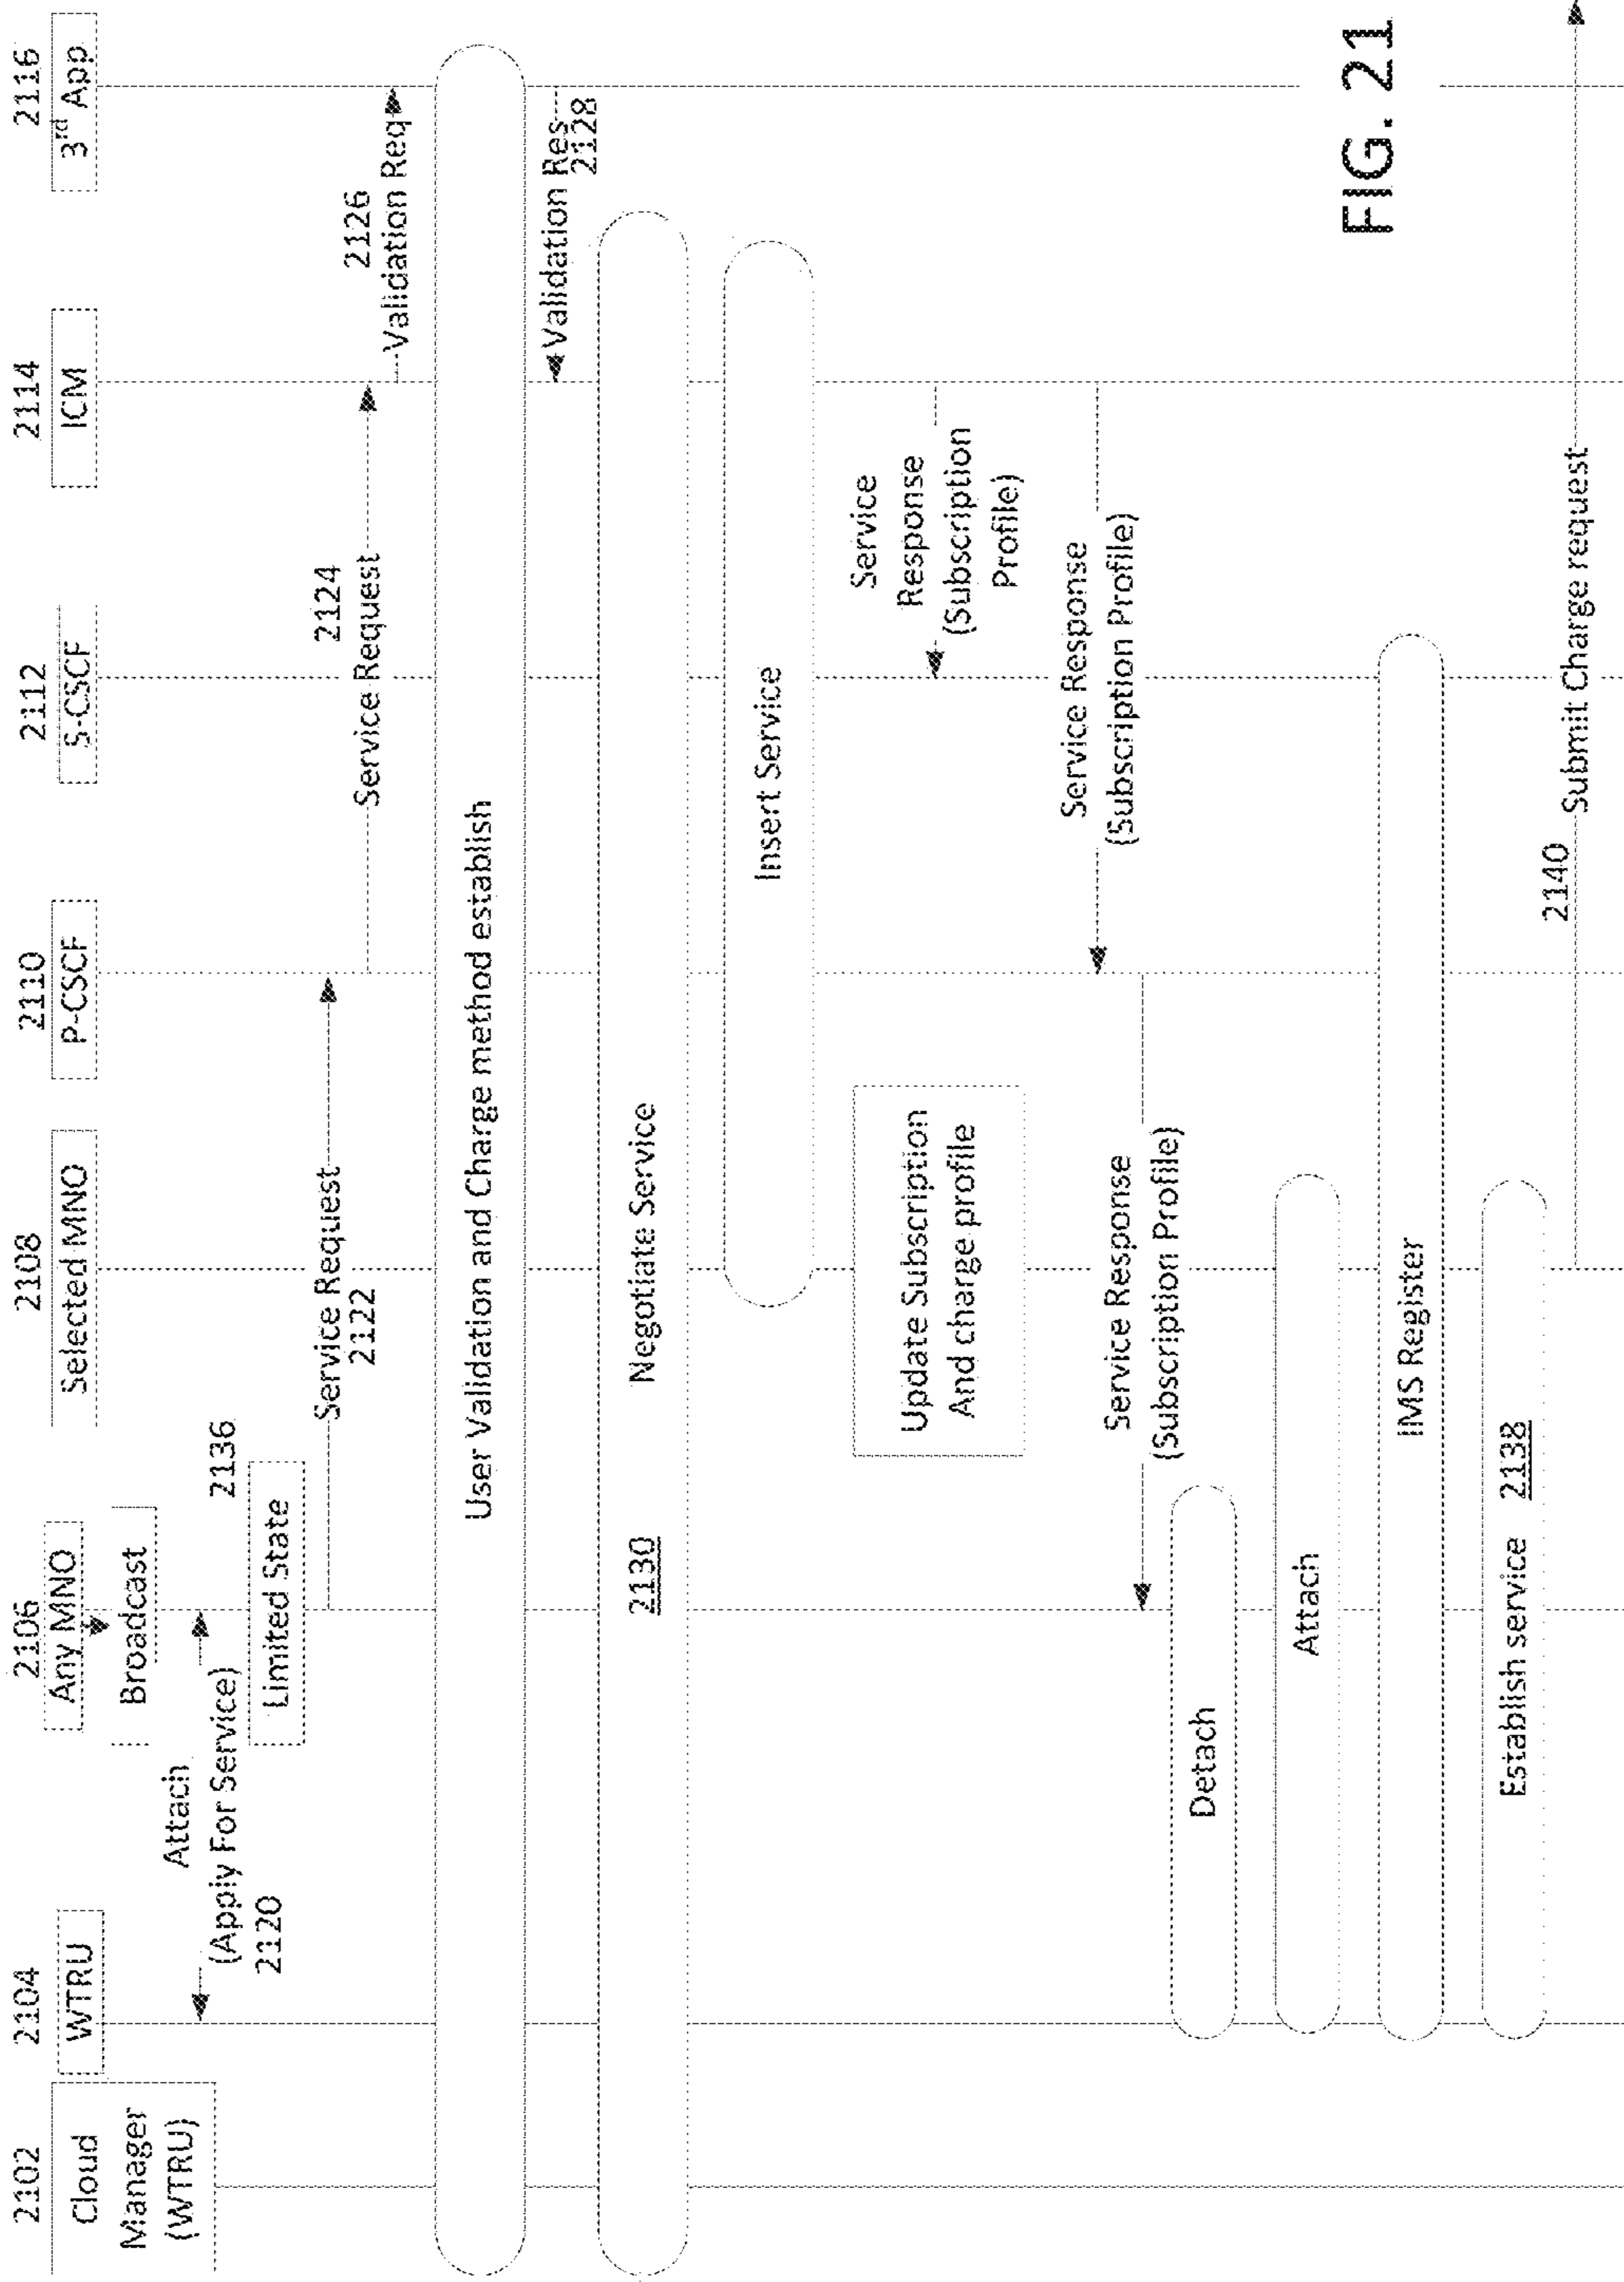 2102
Cloud
Manager
(WTRU)
2104
WTRU
2106
Any MNO
2108
Selected MNO
2110
P-CSCF
2112
S-CSCF
2114
ICM
2116
3rd App
Broadcast
Attach
(Apply For Service)
2120
2136
Limited State
Service Request
2122
2124
Service Request
2126
Validation Req
User Validation and Charge method establish
Validation Res
2128
2130
Negotiate Service
Insert Service
Update Subscription
And charge profile
Service
Response
(Subscription
Profile)
Service Response
(Subscription Profile)
Service Response
(Subscription Profile)
Detach
Attach
IMS Register
Establish service 2138
2140
Submit Charge request
FIG. 21